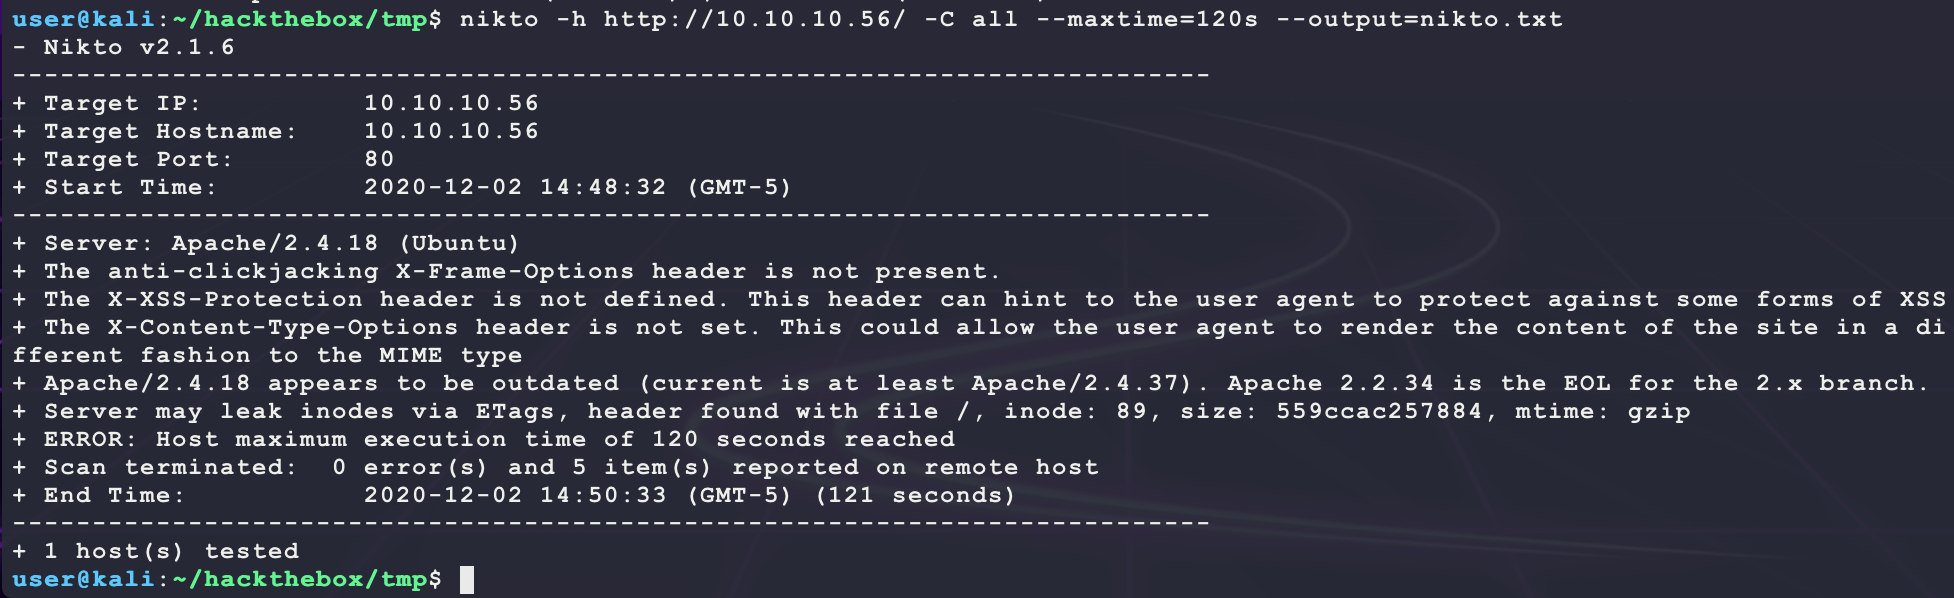 user@kali:~/hackthebox/tmp$ nikto -h http://10.10.10.56/ -C all --maxtime=120s --output=nikto.txt
- Nikto v2.1.6
---------------------------------------------------------------------------
+ Target IP:          10.10.10.56
+ Target Hostname:    10.10.10.56
+ Target Port:        80
+ Start Time:         2020-12-02 14:48:32 (GMT-5)
---------------------------------------------------------------------------
+ Server: Apache/2.4.18 (Ubuntu)
+ The anti-clickjacking X-Frame-Options header is not present.
+ The X-XSS-Protection header is not defined. This header can hint to the user agent to protect against some forms of XSS
+ The X-Content-Type-Options header is not set. This could allow the user agent to render the content of the site in a di
fferent fashion to the MIME type
+ Apache/2.4.18 appears to be outdated (current is at least Apache/2.4.37). Apache 2.2.34 is the EOL for the 2.x branch.
+ Server may leak inodes via ETags, header found with file /, inode: 89, size: 559ccac257884, mtime: gzip
+ ERROR: Host maximum execution time of 120 seconds reached
+ Scan terminated:  0 error(s) and 5 item(s) reported on remote host
+ End Time:           2020-12-02 14:50:33 (GMT-5) (121 seconds)
---------------------------------------------------------------------------
+ 1 host(s) tested
user@kali:~/hackthebox/tmp$